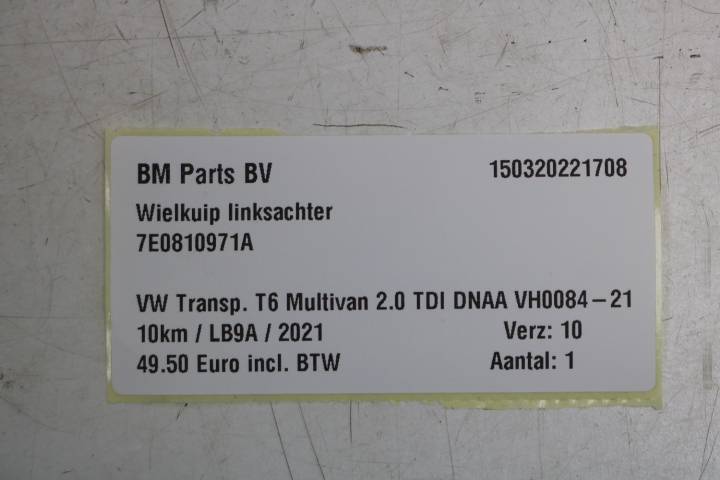 BM Parts BV 150320221708
Wielkuip linksachter
7E0810971A
VW Transp. T6 Multivan 2.0 TDI DNAA VH0084-21
10km / LB9A / 2021 Verz: 10
49.50 Euro incl. BTW Aantal: 1